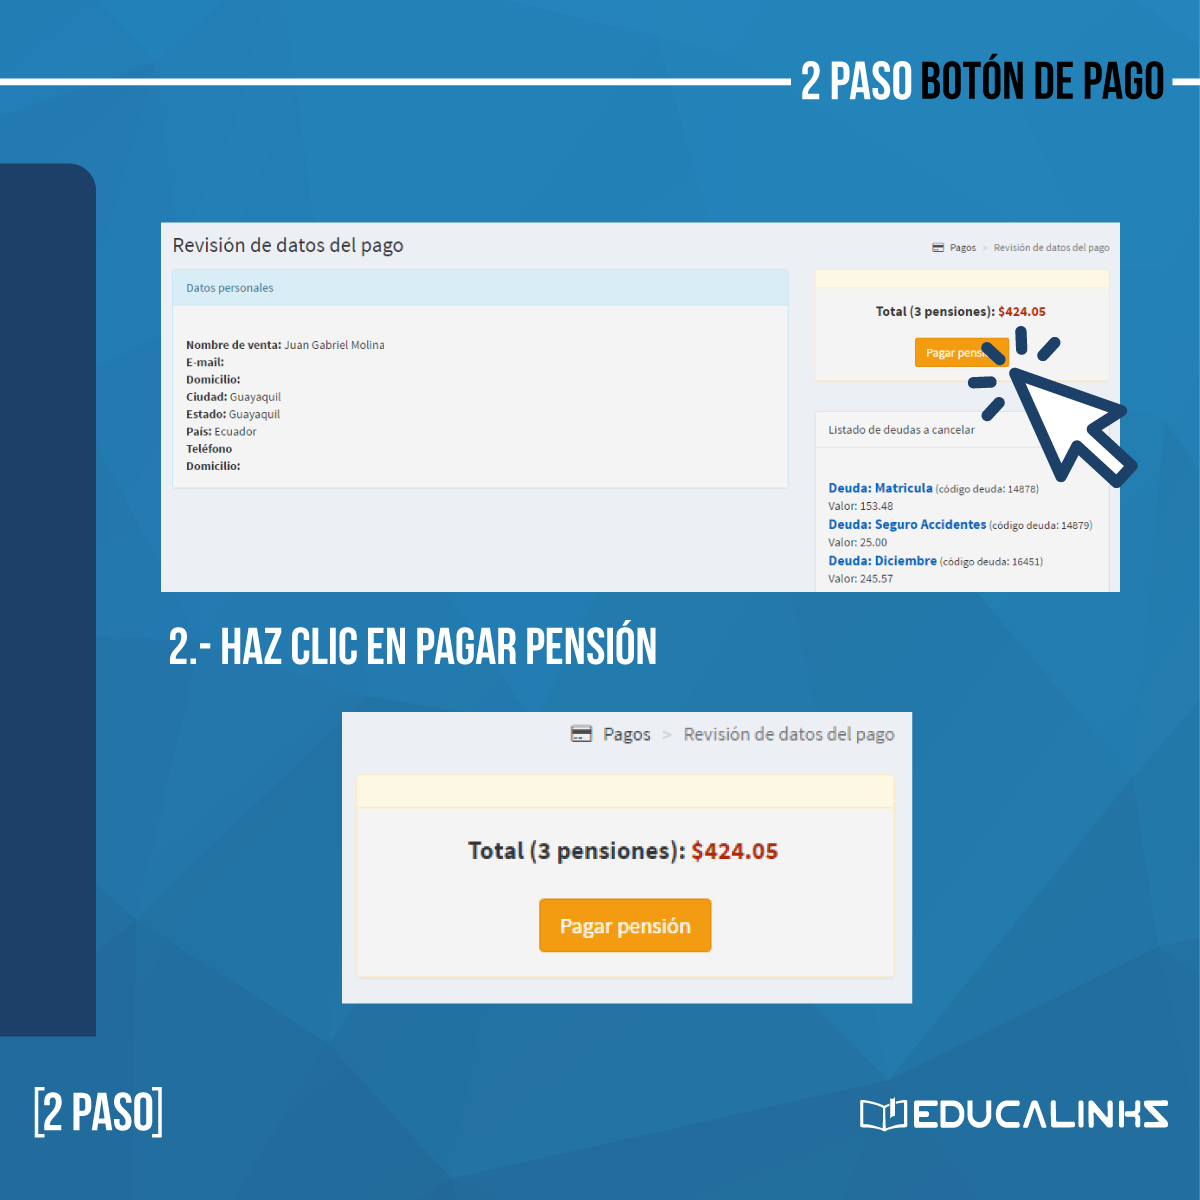 2 PASO BOTÓN DE PAGO
Revisión de datos del pago
Pagos > Revisión de datos del pago
Datos personales
Nombre de venta: Juan Gabriel Molina
E-mail:
Domicilio:
Ciudad: Guayaquil
Estado: Guayaquil
País: Ecuador
Teléfono
Domicilio:
Total (3 pensiones): $424.05
Pagar pensi
Listado de deudas a cancelar
Deuda: Matricula (código deuda: 14878)
Valor: 153.48
Deuda: Seguro Accidentes (código deuda: 14879)
Valor: 25.00
Deuda: Diciembre (código deuda: 16451)
Valor: 245.57
2.- HAZ CLIC EN PAGAR PENSIÓN
Pagos > Revisión de datos del pago
Total (3 pensiones): $424.05
Pagar pensión
[2 PASO]
EDUCALINKS